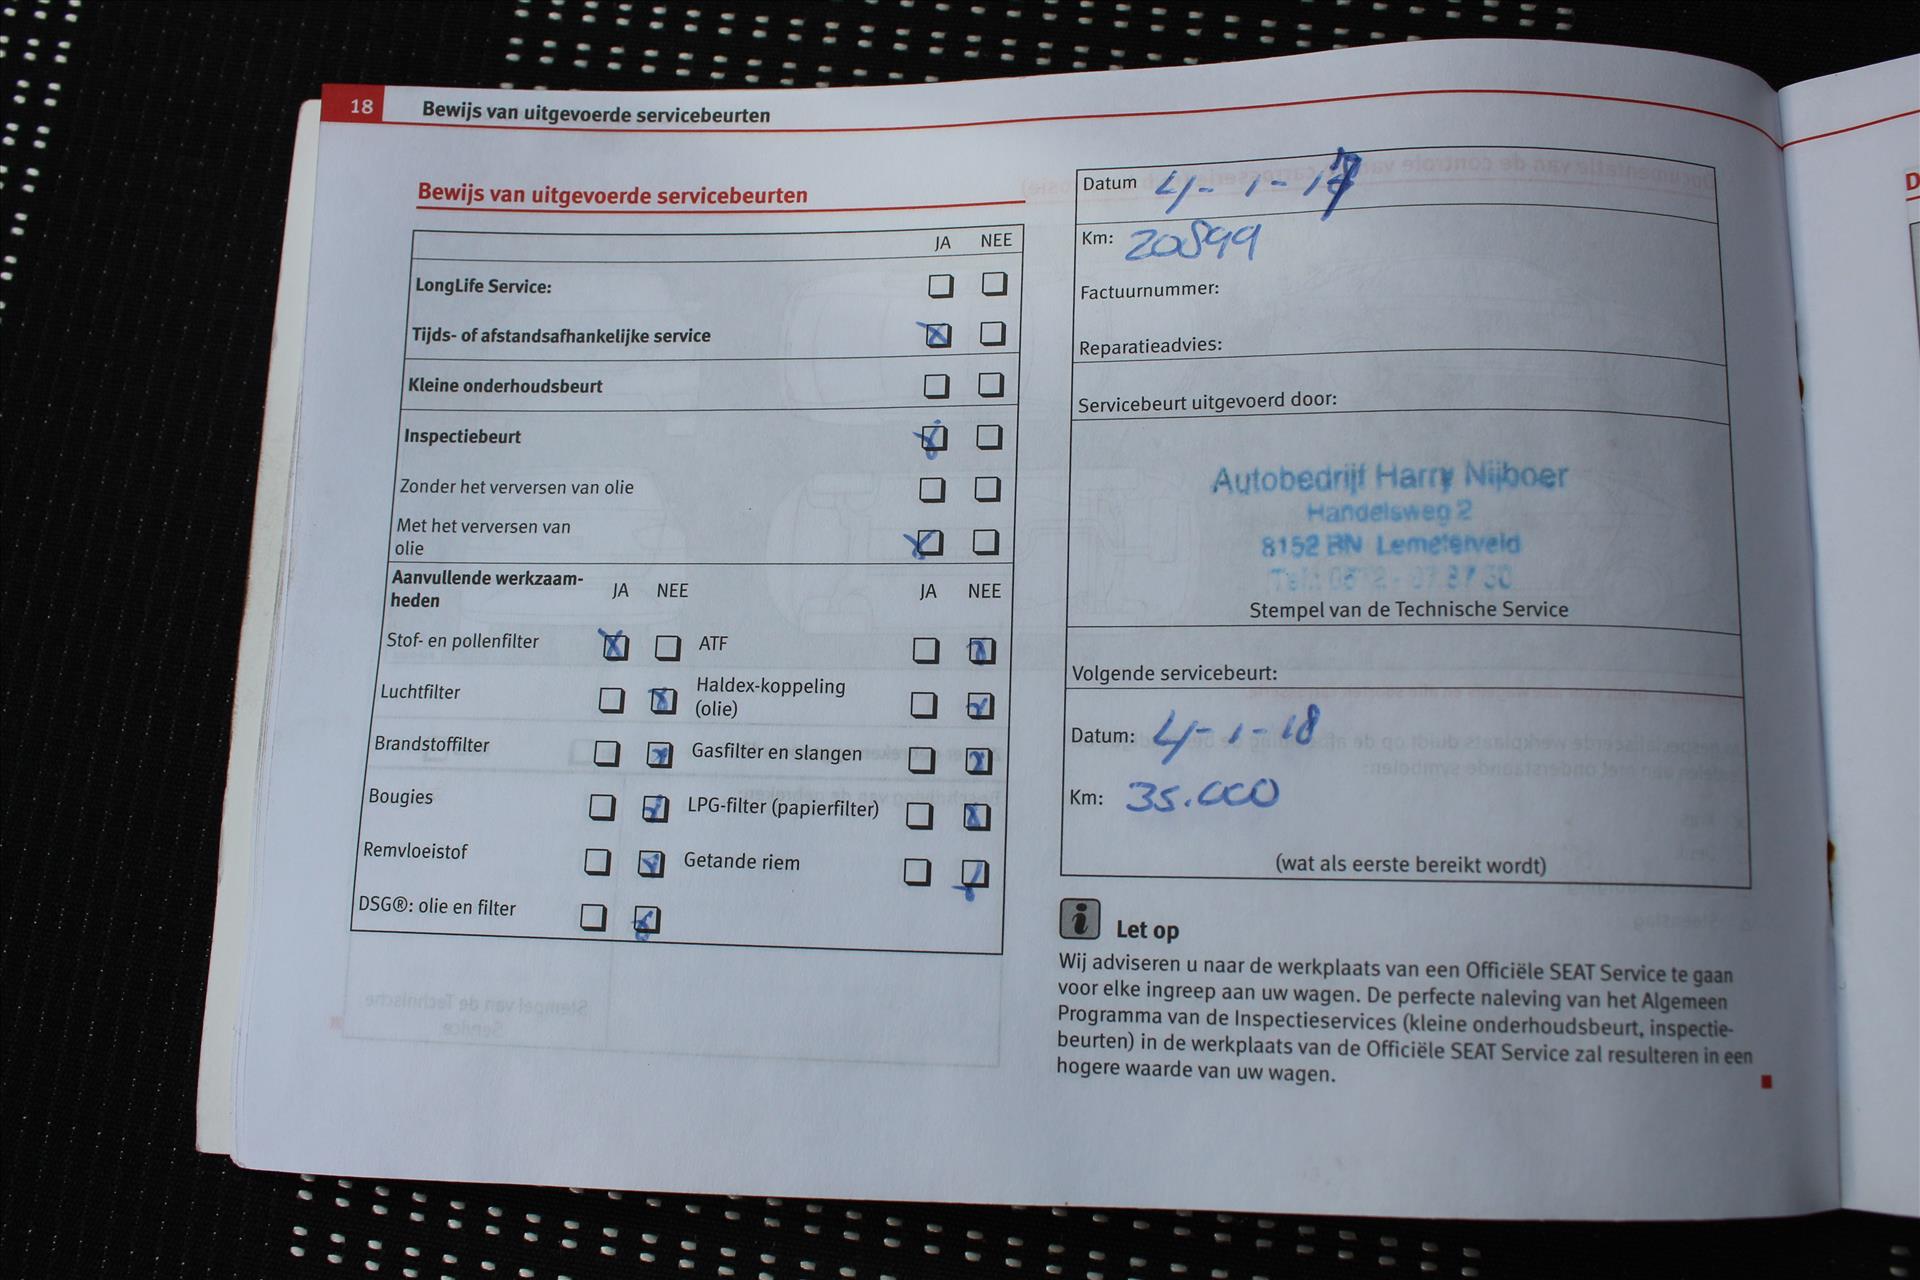 18 Bewijs van uitgevoerde servicebeurten
Bewijs van uitgevoerde servicebeurten
JA NEE
LongLife Service:
Tijds- of afstandsafhankelijke service
Kleine onderhoudsbeurt
Inspectiebeurt
Zonder het verversen van olie
Met het verversen van
olie
Aanvullende werkzaam-
heden
JA NEE JA NEE
Stof- en pollenfilter ATF
Luchtfilter Haldex-koppeling
(olie)
Brandstoffilter Gasfilter en slangen
Bougies LPG-filter (papierfilter)
Remvloeistof Getande riem
DSG®: olie en filter
Datum 4-1-17
Km: 20899
Factuurnummer:
Reparatieadvies:
Servicebeurt uitgevoerd door:
Autobedrijf Harry Nijboer
Handelsweg 2
8152 BN Lemelerveld
Stempel van de Technische Service
Volgende servicebeurt:
Datum: 4-1-18
Km: 35.000
(wat als eerste bereikt wordt)
i Let op
Wij adviseren u naar de werkplaats van een Officiële SEAT Service te gaan
voor elke ingreep aan uw wagen. De perfecte naleving van het Algemeen
Programma van de Inspectieservices (kleine onderhoudsbeurt, inspectie-
beurten) in de werkplaats van de Officiële SEAT Service zal resulteren in een
hogere waarde van uw wagen.
D